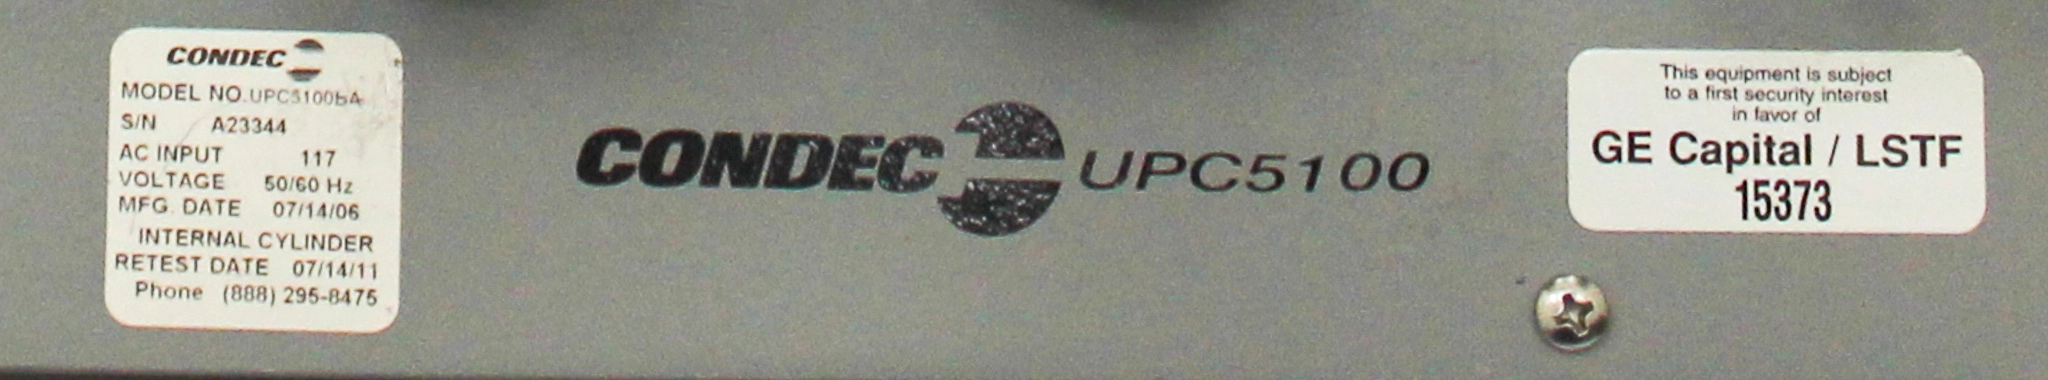 CONDEC
MODEL NO. UPC5100BA
S/N A23344
AC INPUT 117
VOLTAGE 50/60 Hz
MFG. DATE 07/14/06
INTERNAL CYLINDER
RETEST DATE 07/14/11
Phone (888) 295-8475
CONDEC UPC5100
This equipment is subject
to a first security interest
in favor of
GE Capital / LSTF
15373